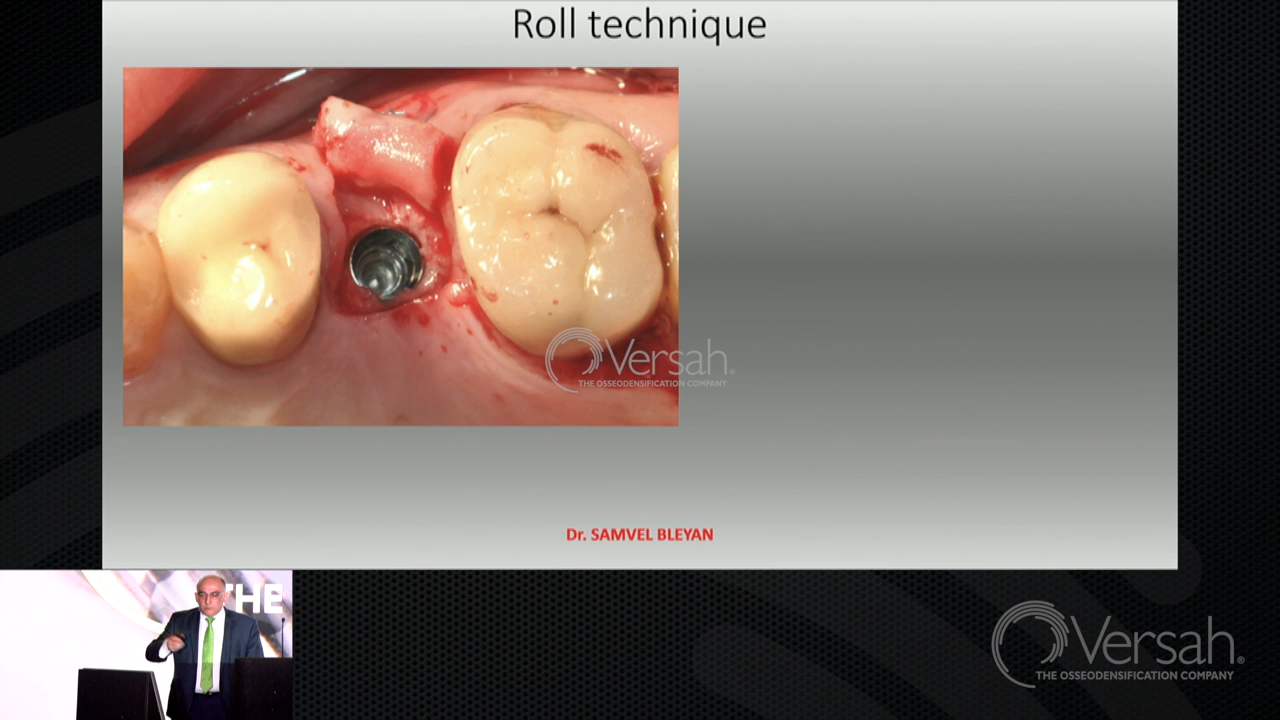 Roll technique
Versah®
THE OSSEODENSIFICATION COMPANY
Dr. SAMVEL BLEYAN
THE
Versah®
THE OSSEODENSIFICATION COMPANY